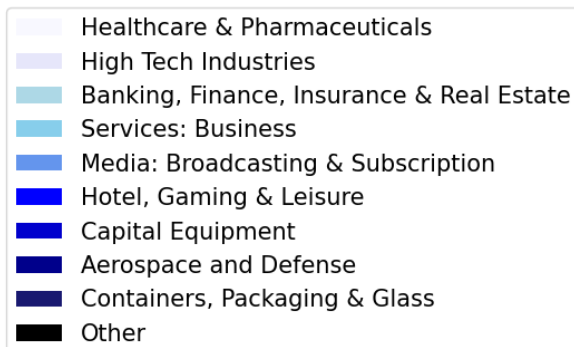 Healthcare & Pharmaceuticals
High Tech Industries
Banking, Finance, Insurance & Real Estate
Services: Business
Media: Broadcasting & Subscription
Hotel, Gaming & Leisure
Capital Equipment
Aerospace and Defense
Containers, Packaging & Glass
Other